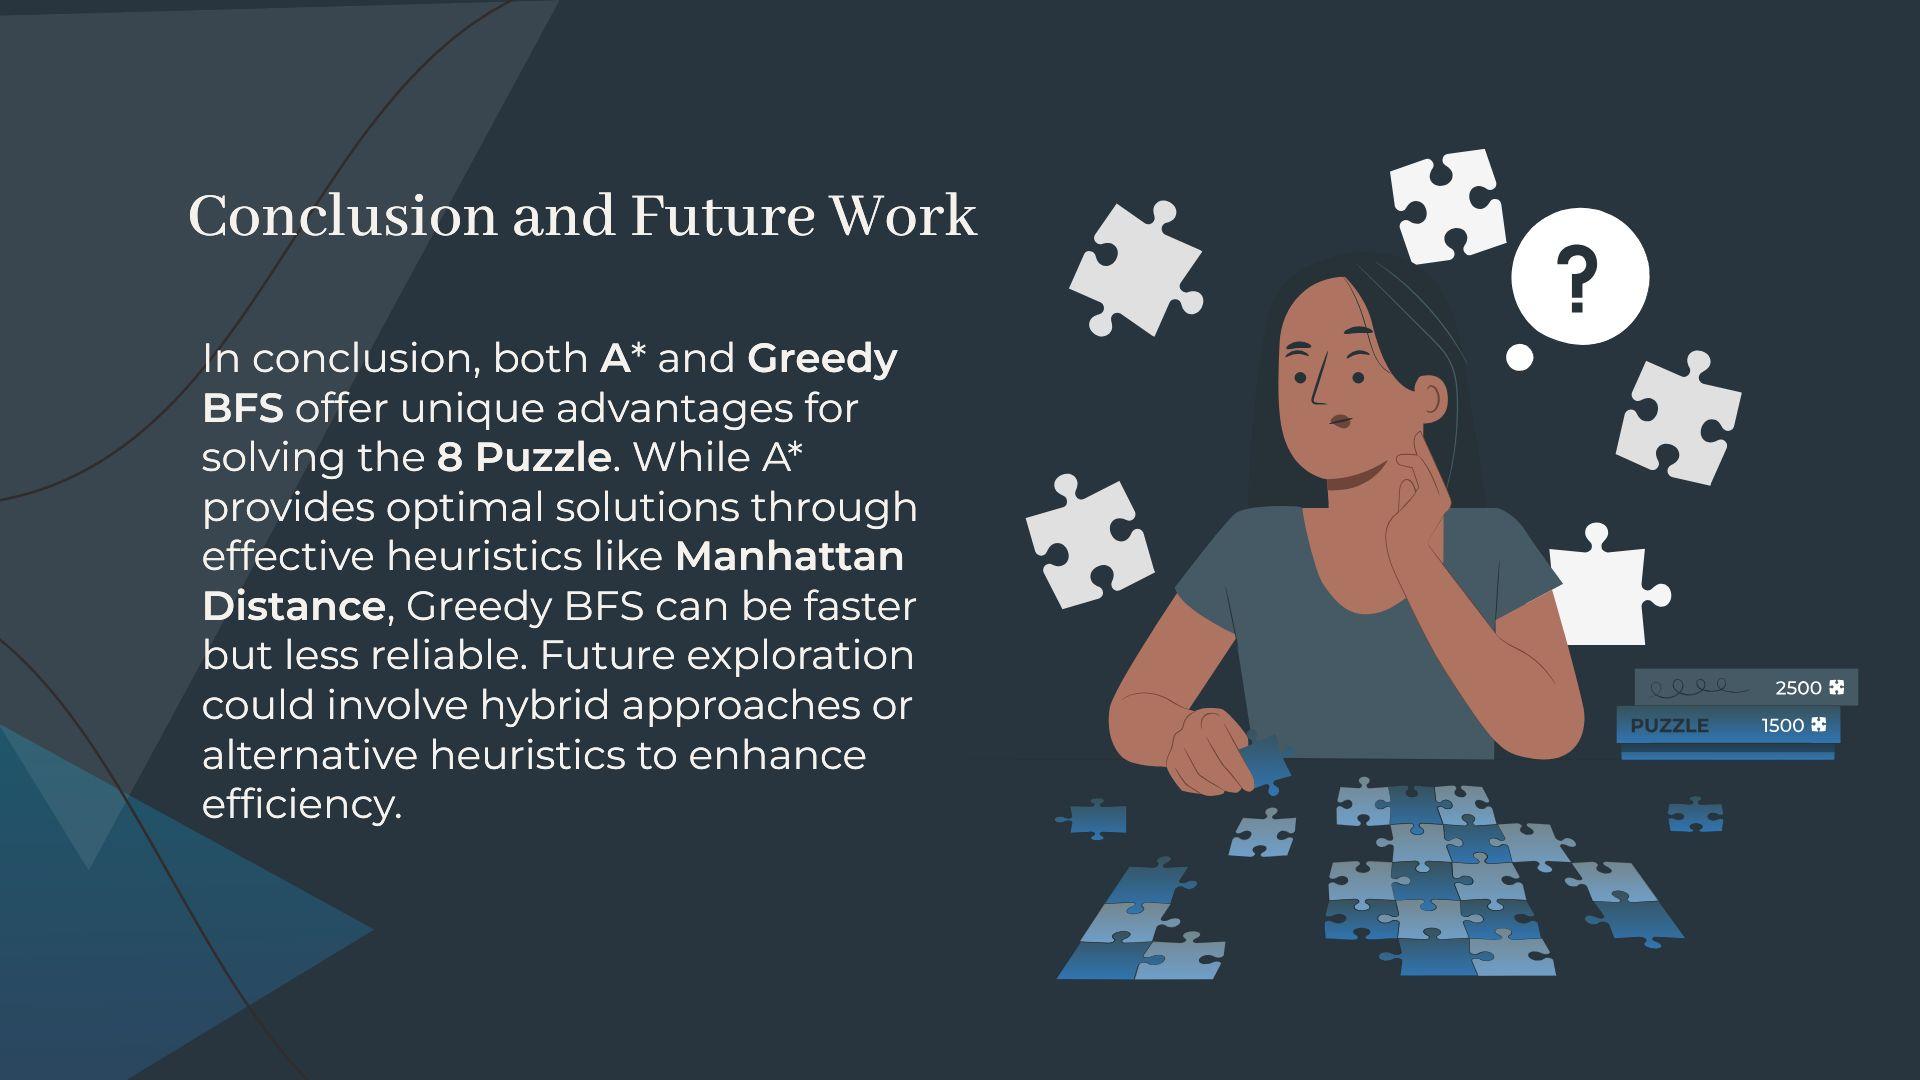 Conclusion and Future Work
In conclusion, both A* and Greedy
BFS offer unique advantages for
solving the 8 Puzzle. While A*
provides optimal solutions through
effective heuristics like Manhattan
Distance, Greedy BFS can be faster
but less reliable. Future exploration
could involve hybrid approaches or
alternative heuristics to enhance
efficiency.
?
2500
PUZZLE 1500